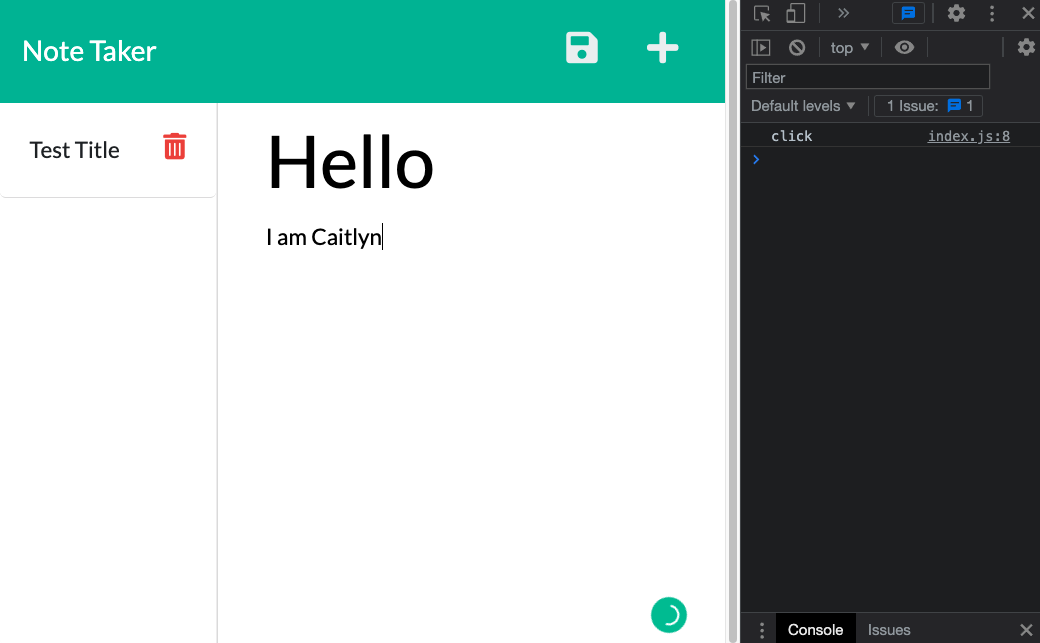 Note Taker
Test Title
Hello
I am Caitlyn
top
Filter
Default levels
1 Issue: 1
click index.js:8
Console Issues